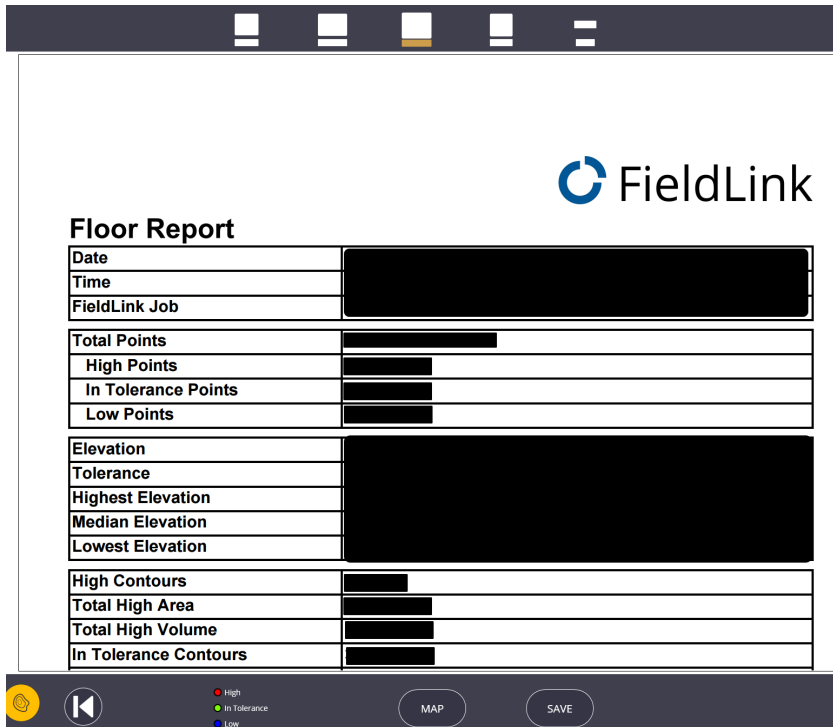 FieldLink
Floor Report
Date
Time
FieldLink Job
Total Points
High Points
In Tolerance Points
Low Points
Elevation
Tolerance
Highest Elevation
Median Elevation
Lowest Elevation
High Contours
Total High Area
Total High Volume
In Tolerance Contours
High
In Tolerance
Low
MAP
SAVE